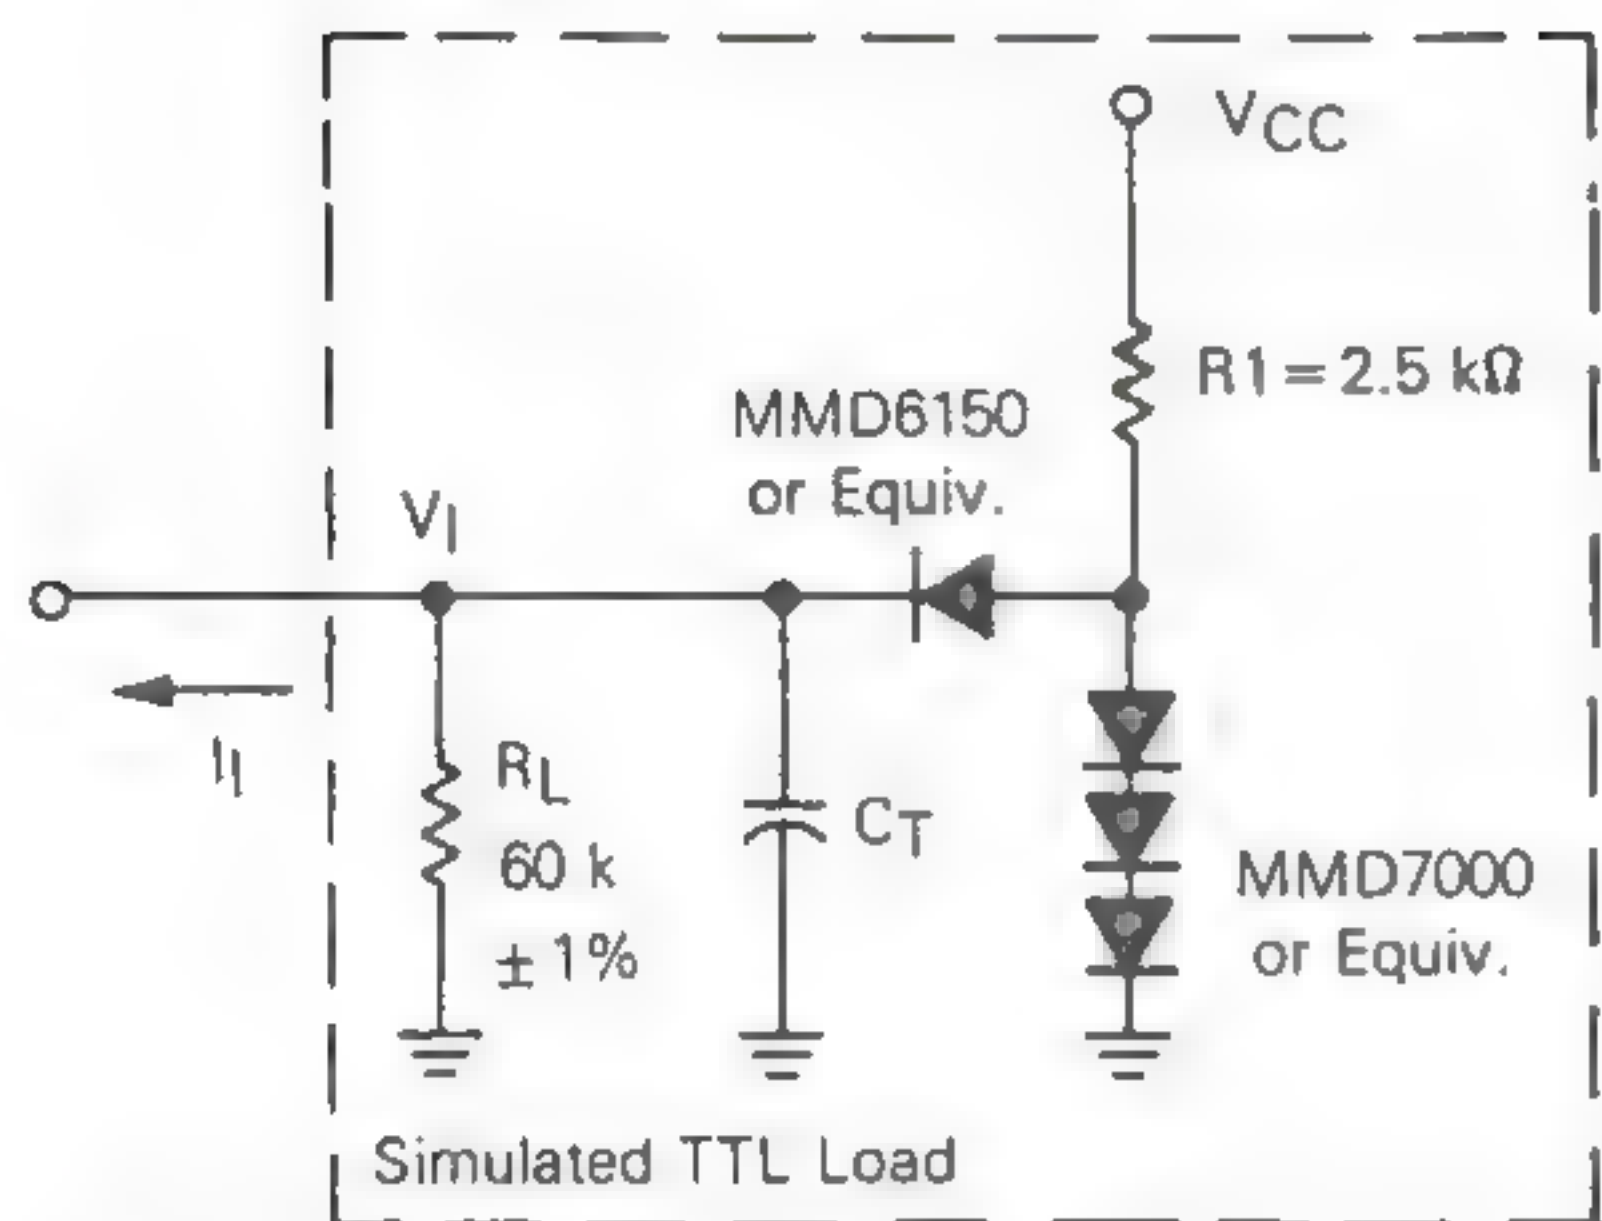 VCC
R1 = 2.5 kΩ
MMD6150
or Equiv.
VI
II
RL
60 k
± 1%
CT
MMD7000
or Equiv.
Simulated TTL Load